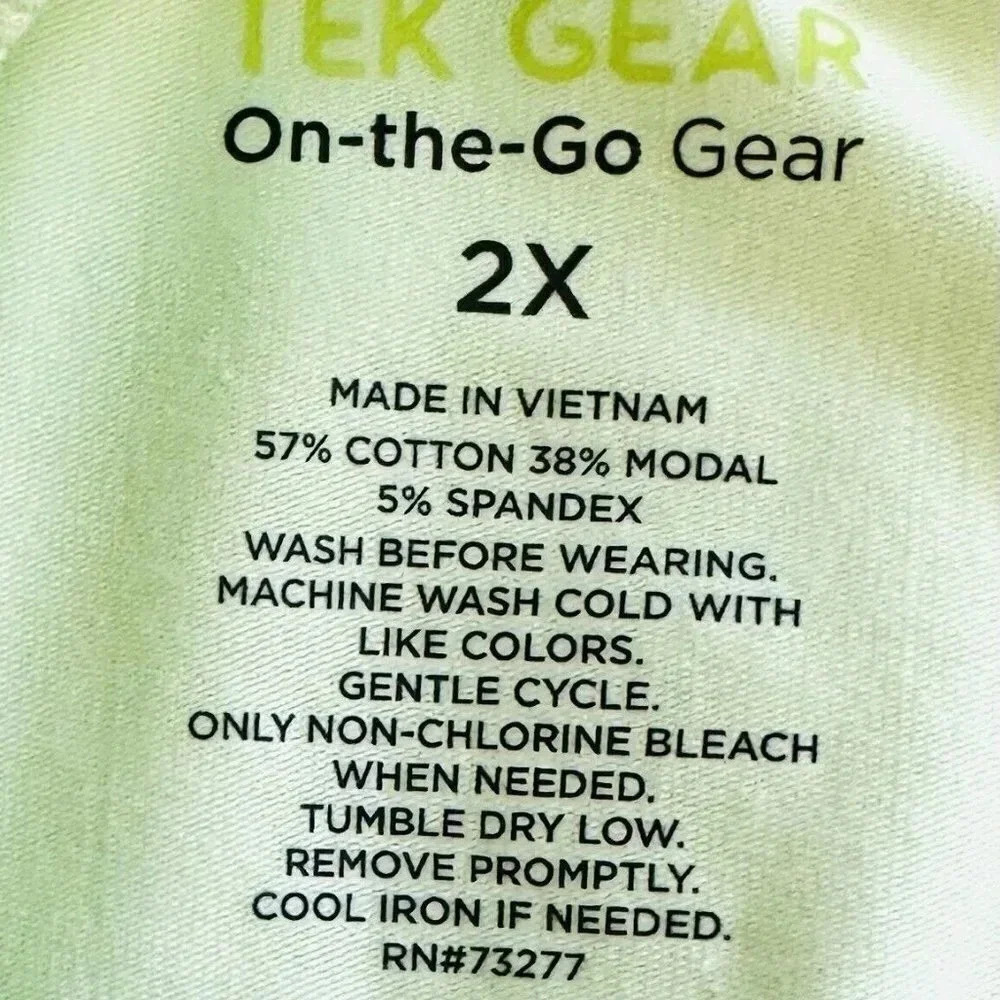 TEK GEAR
On-the-Go Gear
2X
MADE IN VIETNAM
57% COTTON 38% MODAL
5% SPANDEX
WASH BEFORE WEARING.
MACHINE WASH COLD WITH
LIKE COLORS.
GENTLE CYCLE.
ONLY NON-CHLORINE BLEACH
WHEN NEEDED.
TUMBLE DRY LOW.
REMOVE PROMPTLY.
COOL IRON IF NEEDED.
RN#73277